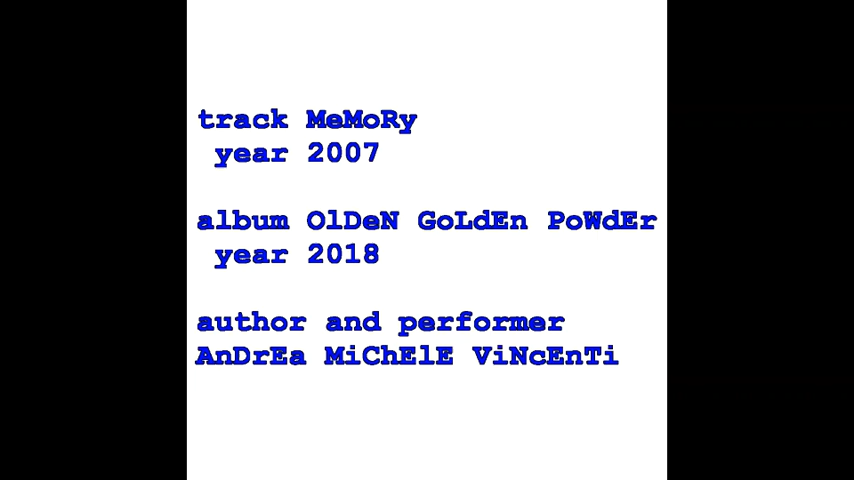 track MeMoRy
year 2007
album OlDeN GoLdEn PoWdEr
year 2018
author and performer
AnDrEa MiChElE ViNcEnTi